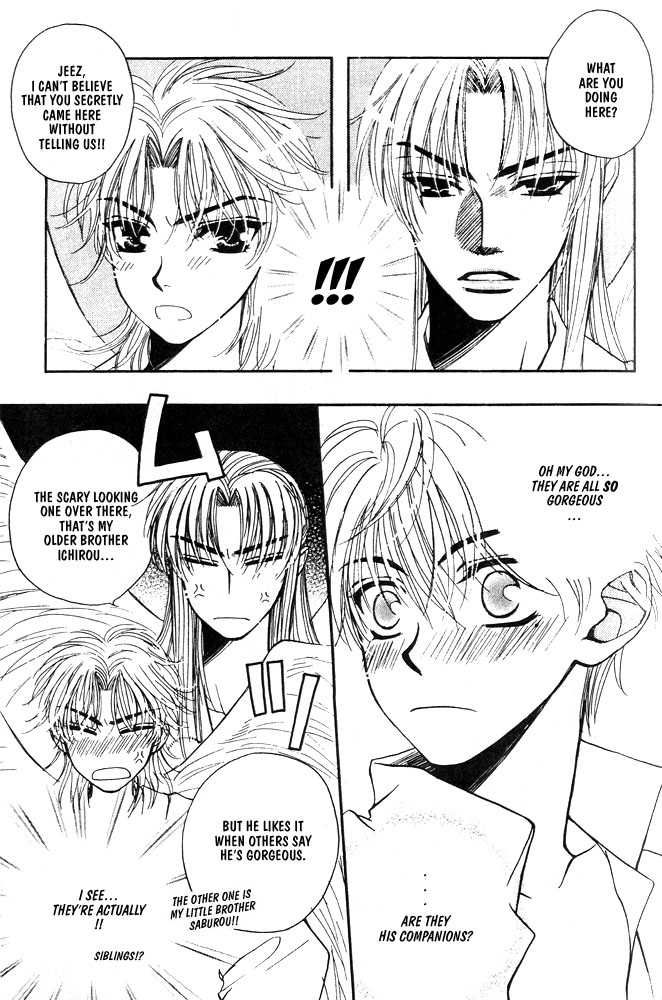 WHAT
ARE YOU
DOING
HERE?
JEEZ,
I CAN'T BELIEVE
THAT YOU SECRETLY
CAME HERE
WITHOUT
TELLING US!!
!!!
OH MY GOD...
THEY ARE ALL SO
GORGEOUS
...
...
ARE THEY
HIS COMPANIONS?
ム
THE SCARY LOOKING
ONE OVER THERE,
THAT'S MY
OLDER BROTHER
ICHIROU...
BUT HE LIKES IT
WHEN OTHERS SAY
HE'S GORGEOUS.
THE OTHER ONE IS
MY LITTLE BROTHER
SABUROU!!
I SEE...
THEY'RE ACTUALLY
!!
SIBLINGS!?